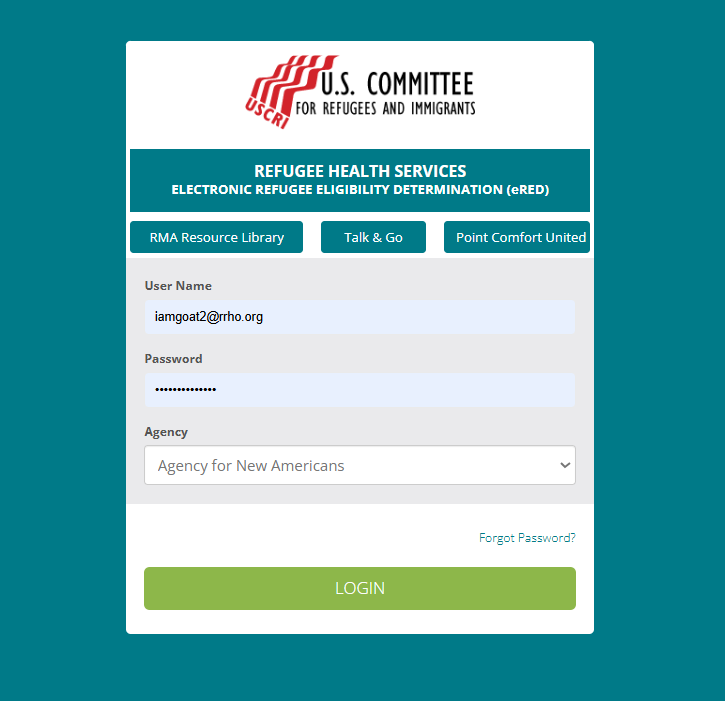 U.S. COMMITTEE
FOR REFUGEES AND IMMIGRANTS
USCRI
REFUGEE HEALTH SERVICES
ELECTRONIC REFUGEE ELIGIBILITY DETERMINATION (eRED)
RMA Resource Library
Talk & Go
Point Comfort United
User Name
iamgoat2@rrho.org
Password
••••••••••••••
Agency
Agency for New Americans
Forgot Password?
LOGIN